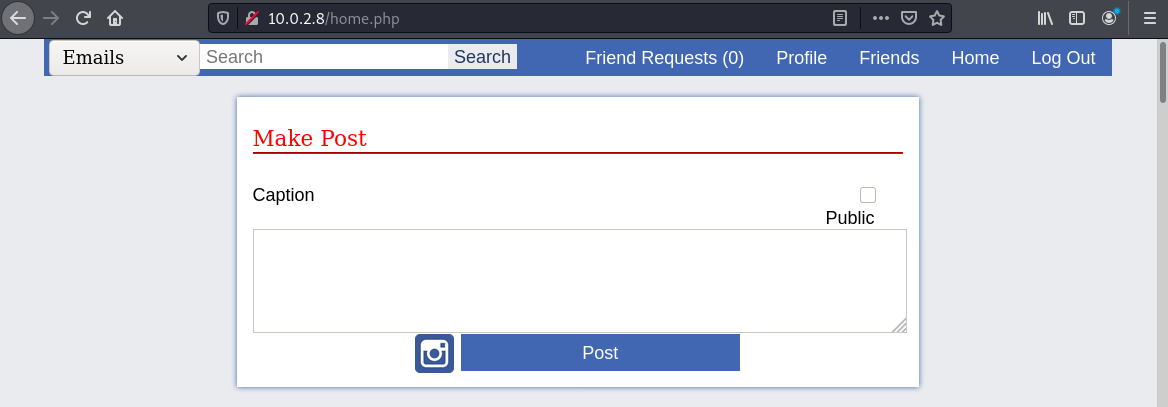 10.0.2.8/home.php
Emails Search Search Friend Requests (0) Profile Friends Home Log Out
Make Post
Caption
Public
Post